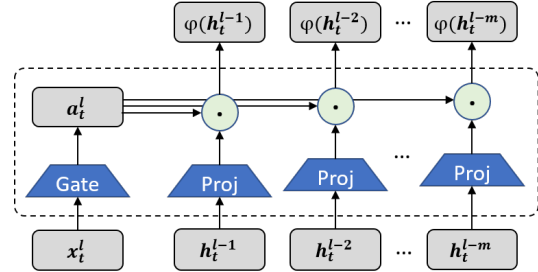 φ(h_t^{l-1}) φ(h_t^{l-2}) ... φ(h_t^{l-m})
a_t^l
Gate Proj Proj ... Proj
x_t^l h_t^{l-1} h_t^{l-2} ... h_t^{l-m}